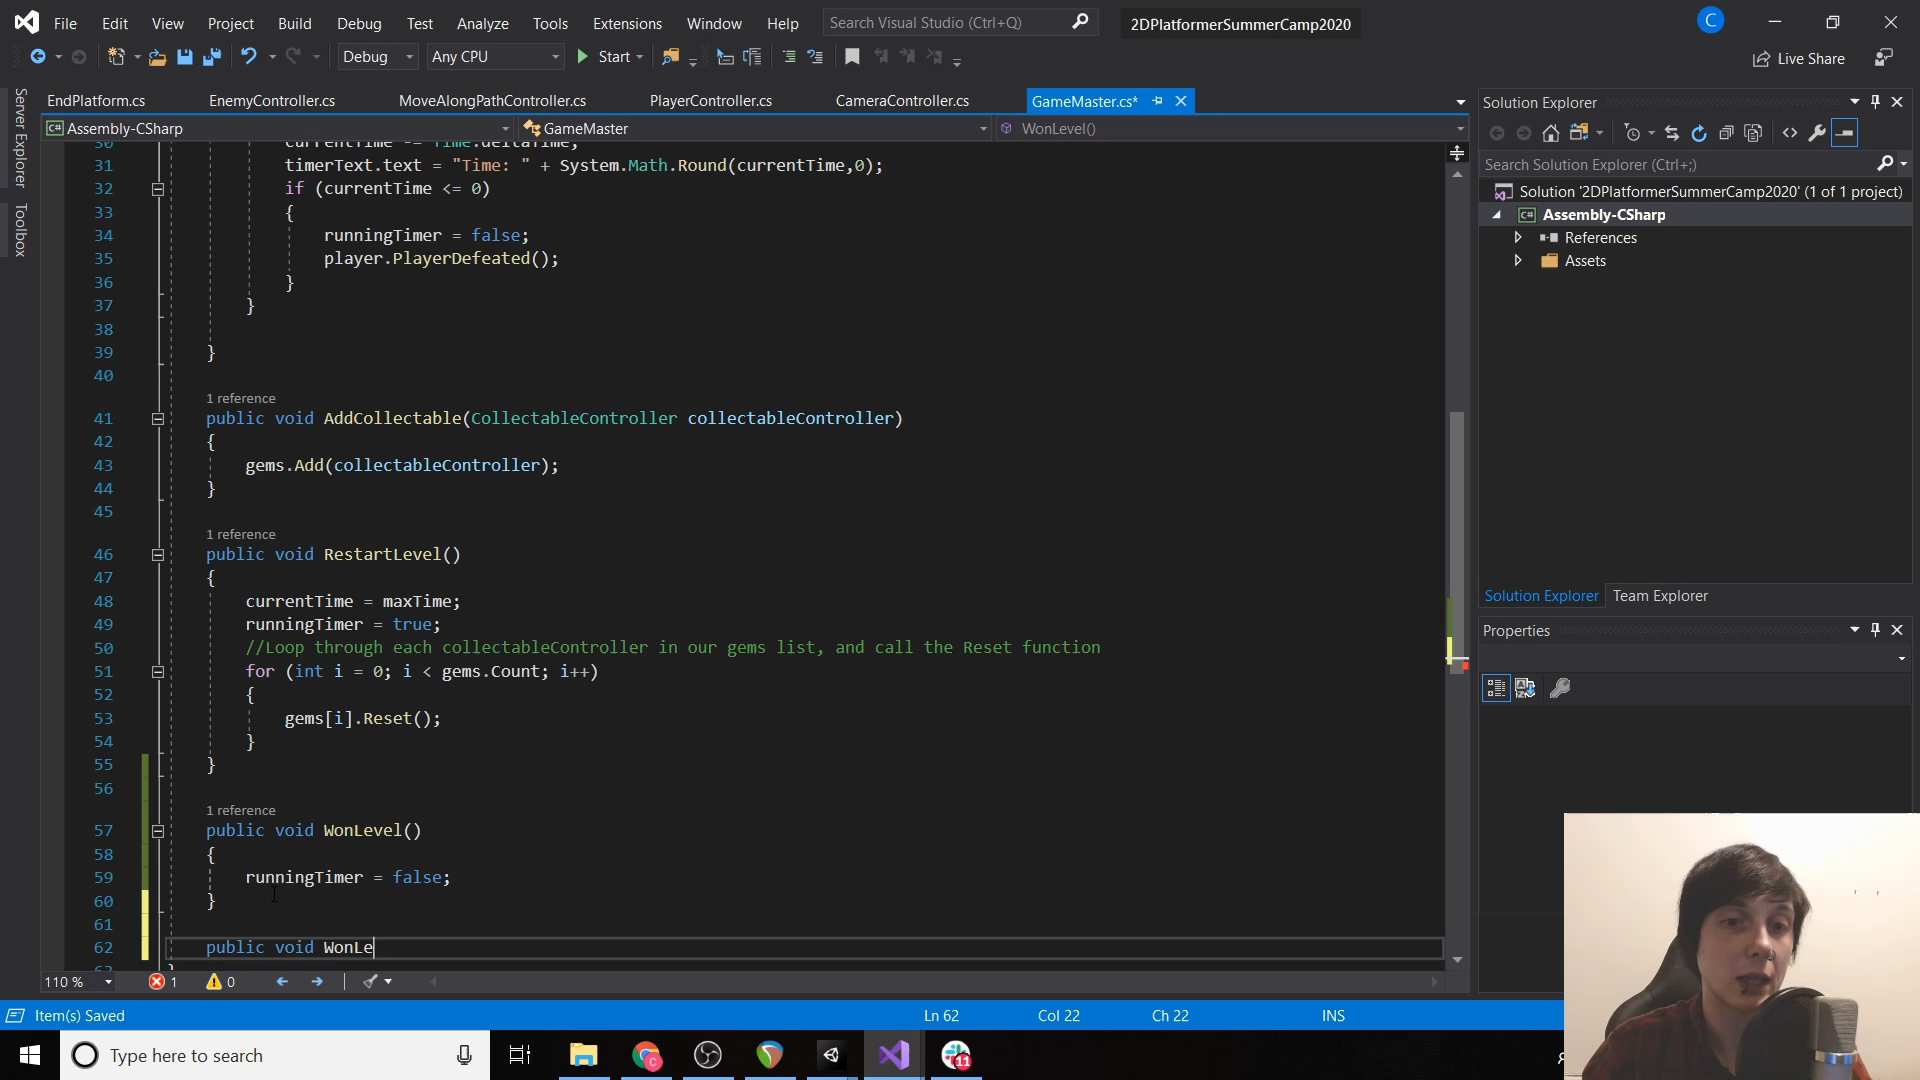 File Edit View Project Build Debug Test Analyze Tools Extensions Window Help Search Visual Studio (Ctrl+Q) 2DPlatformerSummerCamp2020 C
Debug Any CPU Start Live Share
Server Explorer
Toolbox
EndPlatform.cs EnemyController.cs MoveAlongPathController.cs PlayerController.cs CameraController.cs GameMaster.cs*
C# Assembly-CSharp GameMaster WonLevel()
30 currentTime -= Time.deltaTime;
31 timerText.text = "Time: " + System.Math.Round(currentTime,0);
32 if (currentTime <= 0)
33 {
34 runningTimer = false;
35 player.PlayerDefeated();
36 }
37 }
38
39 }
40
1 reference
41 public void AddCollectable(CollectableController collectableController)
42 {
43 gems.Add(collectableController);
44 }
45
1 reference
46 public void RestartLevel()
47 {
48 currentTime = maxTime;
49 runningTimer = true;
50 //Loop through each collectableController in our gems list, and call the Reset function
51 for (int i = 0; i < gems.Count; i++)
52 {
53 gems[i].Reset();
54 }
55 }
56
1 reference
57 public void WonLevel()
58 {
59 runningTimer = false;
60 }
61
62 public void WonLe
63 }
110 % 1 0
Item(s) Saved Ln 62 Col 22 Ch 22 INS
Solution Explorer
Search Solution Explorer (Ctrl+;)
Solution '2DPlatformerSummerCamp2020' (1 of 1 project)
C# Assembly-CSharp
References
Assets
Solution Explorer Team Explorer
Properties
Type here to search
11